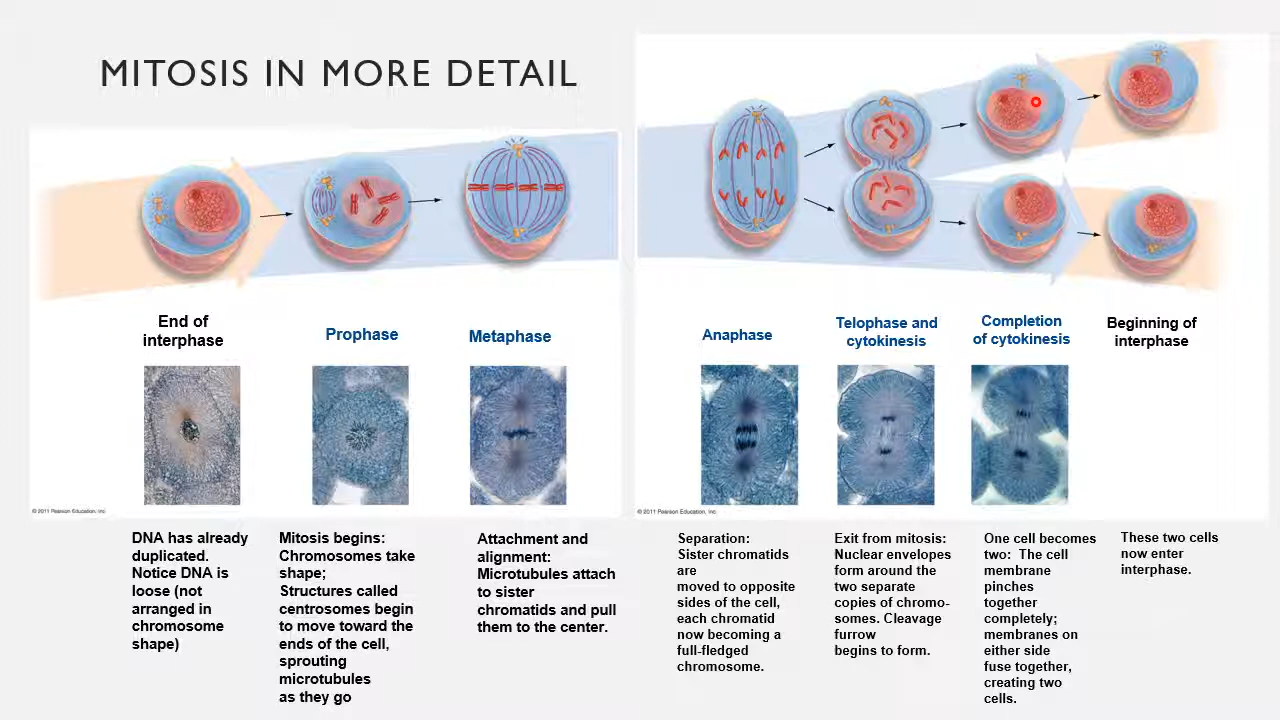 MITOSIS IN MORE DETAIL
End of
interphase
Prophase
Metaphase
Anaphase
Telophase and
cytokinesis
Completion
of cytokinesis
Beginning of
interphase
© 2011 Pearson Education, Inc.
© 2011 Pearson Education, Inc.
DNA has already
duplicated.
Notice DNA is
loose (not
arranged in
chromosome
shape)
Mitosis begins:
Chromosomes take
shape;
Structures called
centrosomes begin
to move toward the
ends of the cell,
sprouting
microtubules
as they go
Attachment and
alignment:
Microtubules attach
to sister
chromatids and pull
them to the center.
Separation:
Sister chromatids
are
moved to opposite
sides of the cell,
each chromatid
now becoming a
full-fledged
chromosome.
Exit from mitosis:
Nuclear envelopes
form around the
two separate
copies of chromo-
somes. Cleavage
furrow
begins to form.
One cell becomes
two: The cell
membrane
pinches
together
completely;
membranes on
either side
fuse together,
creating two
cells.
These two cells
now enter
interphase.